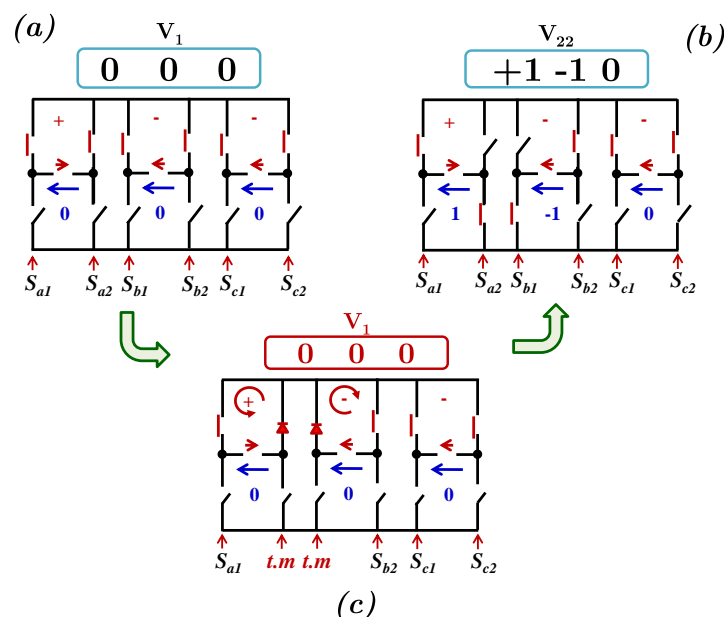 (a)
V1
0 0 0
+ - -
0 0 0
Sa1 Sa2 Sb1 Sb2 Sc1 Sc2
(b)
V22
+1 -1 0
+ - -
1 -1 0
Sa1 Sa2 Sb1 Sb2 Sc1 Sc2
V1
0 0 0
+ - -
0 0 0
Sa1 t.m t.m Sb2 Sc1 Sc2
(c)